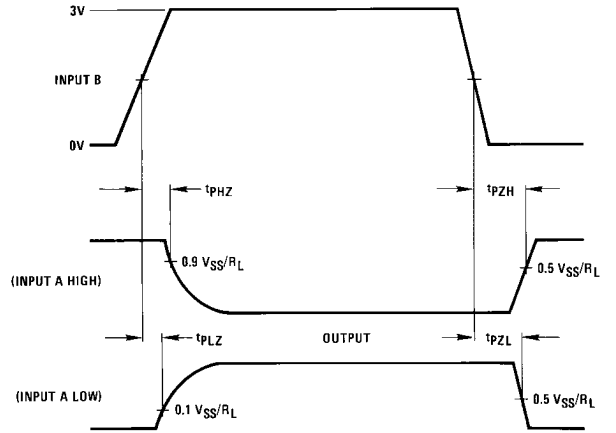 3V
INPUT B
0V
tPHZ
tPZH
(INPUT A HIGH)
0.9 VSS/RL
0.5 VSS/RL
tPLZ
OUTPUT
tPZL
(INPUT A LOW)
0.1 VSS/RL
0.5 VSS/RL